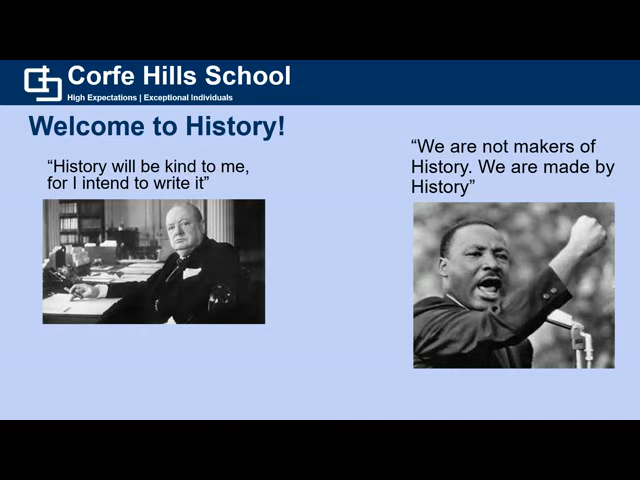 Corfe Hills School
High Expectations | Exceptional Individuals
Welcome to History!
“History will be kind to me,
for I intend to write it”
“We are not makers of
History. We are made by
History”